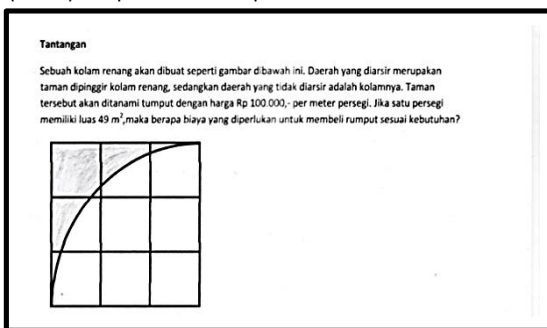 Tantangan
Sebuah kolam renang akan dibuat seperti gambar dibawah ini. Daerah yang diarsir merupakan
taman dipinggir kolam renang, sedangkan daerah yang tidak diarsir adalah kolamnya. Taman
tersebut akan ditanami tumput dengan harga Rp 100.000,- per meter persegi. Jika satu persegi
memiliki luas 49 m²,maka berapa biaya yang diperlukan untuk membeli rumput sesuai kebutuhan?